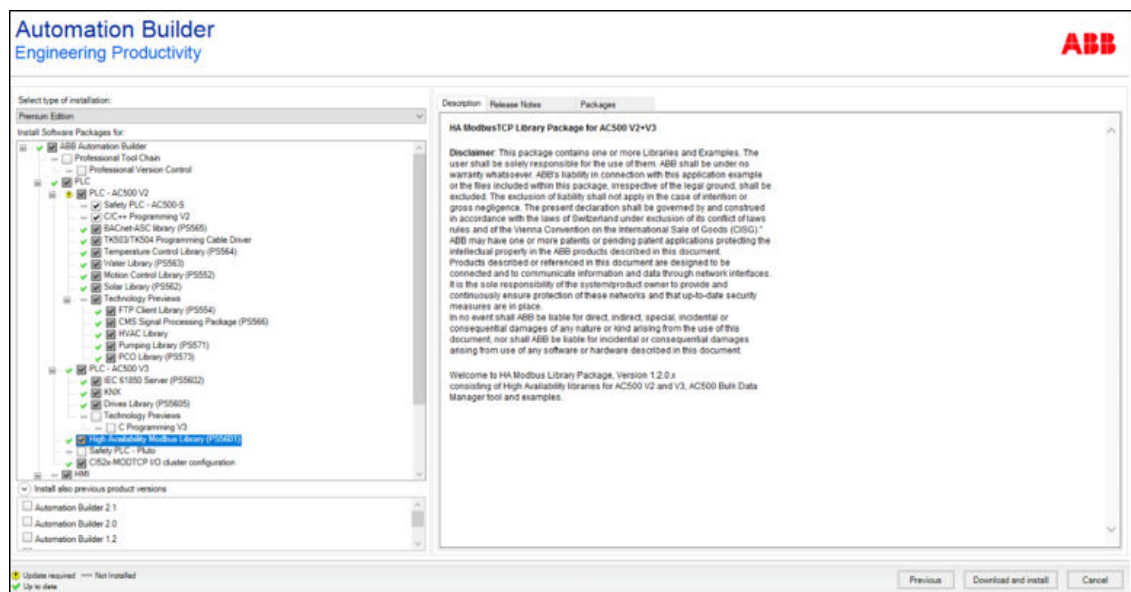 Automation Builder
Engineering Productivity
ABB
Select type of installation:
Premium Edition
Install Software Packages for:
ABB Automation Builder
Professional Tool Chain
Professional Version Control
PLC
PLC - AC500 V2
Safety PLC - AC500-S
C/C++ Programming V2
BACnet-ASC library (PS565)
TK503/TK504 Programming Cable Driver
Temperature Control Library (PS564)
Water Library (PS563)
Motion Control Library (PS552)
Solar Library (PS562)
Technology Previews
FTP Client Library (PS554)
CMS Signal Processing Package (PS566)
HVAC Library
Pumping Library (PS571)
PCO Library (PS573)
PLC - AC500 V3
IEC 61850 Server (PS5602)
KNX
Drives Library (PS5605)
Technology Previews
C Programming V3
High Availability Modbus Library (PS5601)
Safety PLC - Pluto
CI52x-MODTCP I/O cluster configuration
HMI
Install also previous product versions
Automation Builder 2.1
Automation Builder 2.0
Automation Builder 1.2
Description Release Notes Packages
HA ModbusTCP Library Package for AC500 V2+V3
Disclaimer: This package contains one or more Libraries and Examples. The
user shall be solely responsible for the use of them. ABB shall be under no
warranty whatsoever. ABB's liability in connection with this application example
or the files included within this package, irrespective of the legal ground, shall be
excluded. The exclusion of liability shall not apply in the case of intention or
gross negligence. The present declaration shall be governed by and construed
in accordance with the laws of Switzerland under exclusion of its conflict of laws
rules and of the Vienna Convention on the International Sale of Goods (CISG)."
ABB may have one or more patents or pending patent applications protecting the
intellectual property in the ABB products described in this document.
Products described or referenced in this document are designed to be
connected and to communicate information and data through network interfaces.
It is the sole responsibility of the system/product owner to provide and
continuously ensure protection of these networks and that up-to-date security
measures are in place.
In no event shall ABB be liable for direct, indirect, special, incidental or
consequential damages of any nature or kind arising from the use of this
document, nor shall ABB be liable for incidental or consequential damages
arising from use of any software or hardware described in this document.
Welcome to HA Modbus Library Package, Version 1.2.0.x
consisting of High Availability libraries for AC500 V2 and V3, AC500 Bulk Data
Manager tool and examples.
Update required Not Installed
Up to date
Previous Download and install Cancel